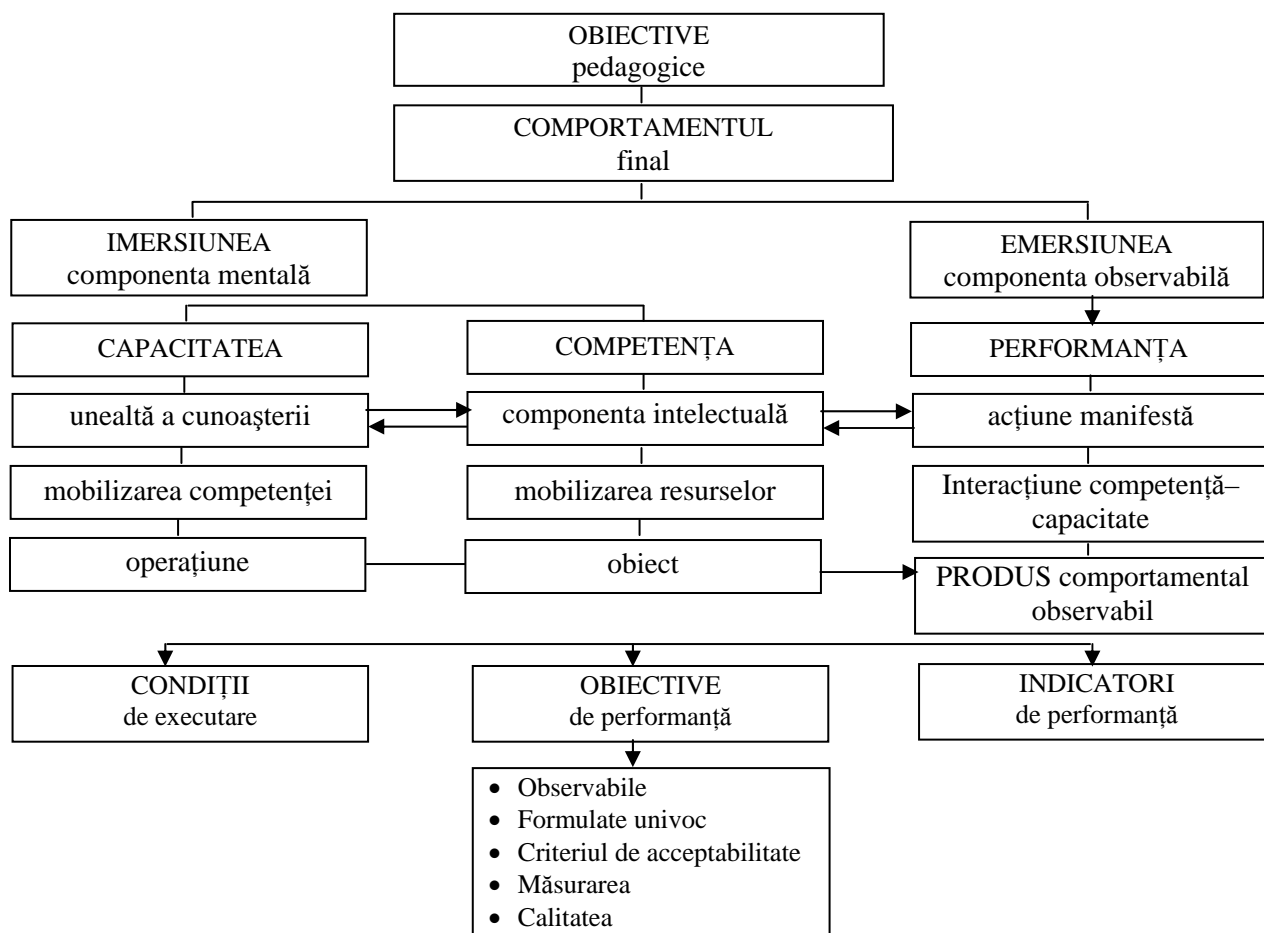 OBIECTIVE
pedagogice
COMPORTAMENTUL
final
IMERSIUNEA
componenta mentală
EMERSIUNEA
componenta observabilă
CAPACITATEA
COMPETENȚA
PERFORMANȚA
unealtă a cunoaşterii
componenta intelectuală
acțiune manifestă
mobilizarea competenței
mobilizarea resurselor
Interacțiune competență–
capacitate
operațiune
obiect
PRODUS comportamental
observabil
CONDIȚII
de executare
OBIECTIVE
de performanță
INDICATORI
de performanță
• Observabile
• Formulate univoc
• Criteriul de acceptabilitate
• Măsurarea
• Calitatea